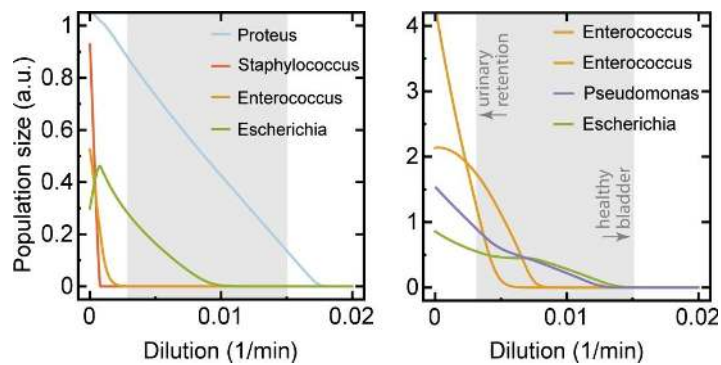 Population size (a.u.)
1.0
0.8
0.6
0.4
0.2
0
Proteus
Staphylococcus
Enterococcus
Escherichia
0
0.01
0.02
Dilution (1/min)
4
3
2
1
0
Enterococcus
Enterococcus
Pseudomonas
Escherichia
urinary
retention
healthy
bladder
0
0.01
0.02
Dilution (1/min)